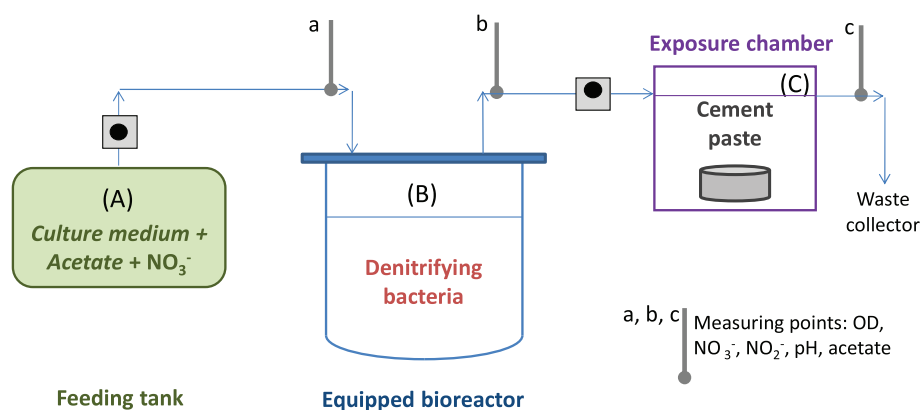 a
b
c
Exposure chamber
(C)
Cement
paste
(A)
Culture medium +
Acetate + NO₃⁻
(B)
Denitrifying
bacteria
Waste
collector
a, b, c
Measuring points: OD,
NO₃⁻, NO₂⁻, pH, acetate
Feeding tank
Equipped bioreactor